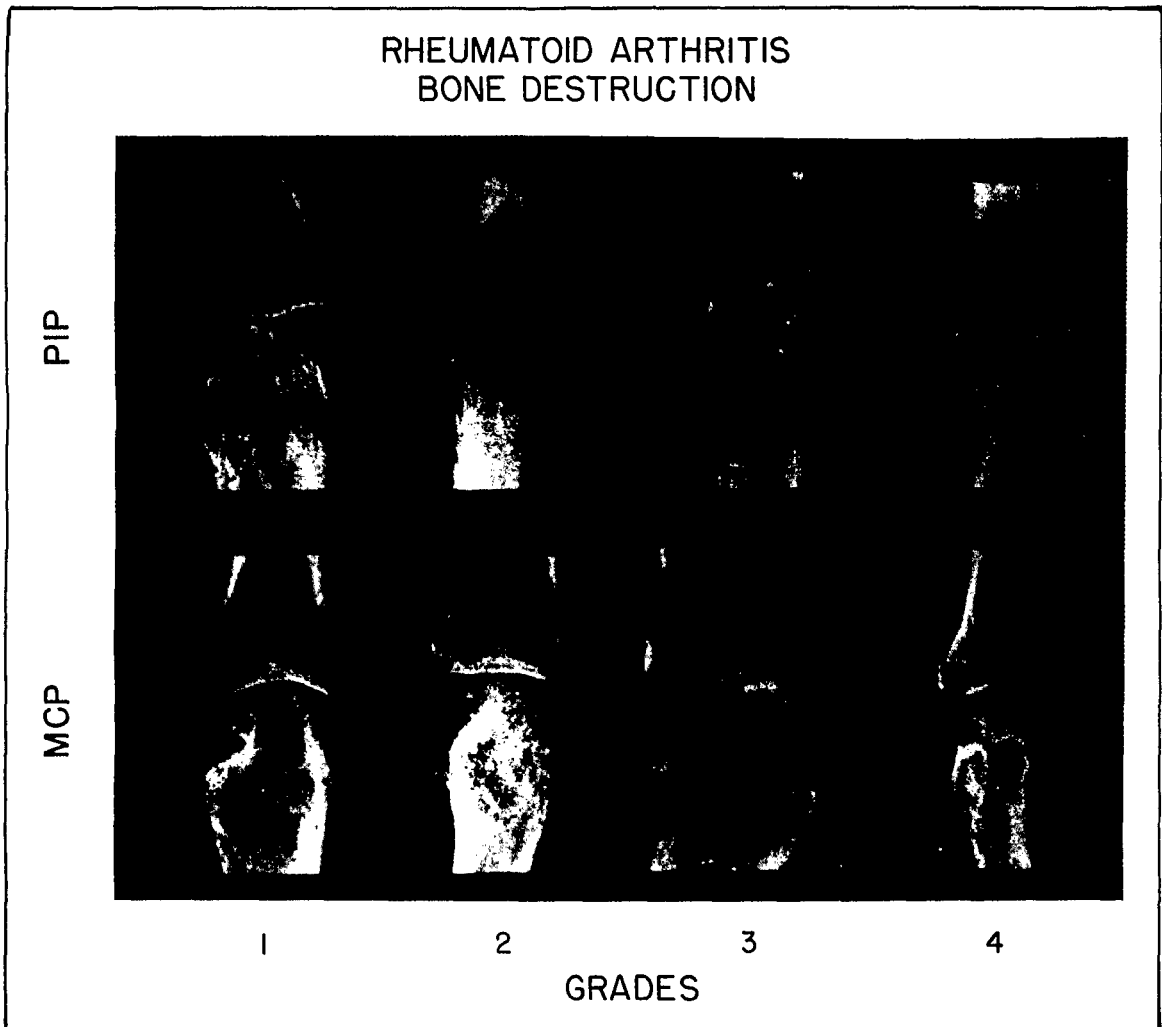 RHEUMATOID ARTHRITIS
BONE DESTRUCTION
PIP
MCP
1 2 3 4
GRADES